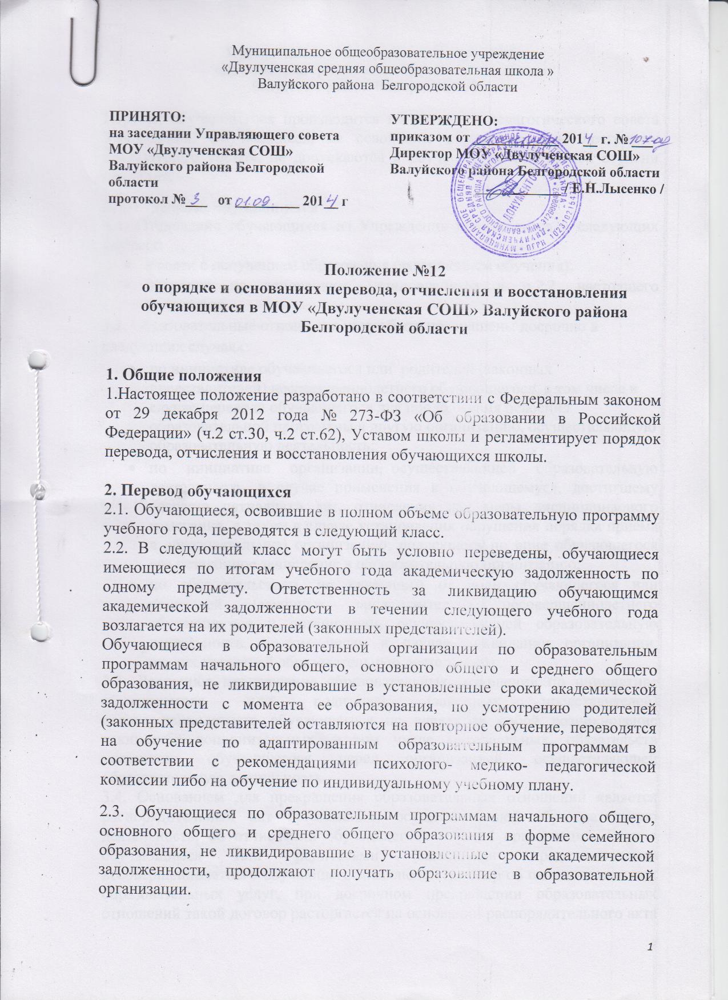 Муниципальное общеобразовательное учреждение
«Двулученская средняя общеобразовательная школа »
Валуйского района Белгородской области
ПРИНЯТО:
на заседании Управляющего совета
МОУ «Двулученская СОШ»
Валуйского района Белгородской
области
протокол № 3 от 01.09. 2014 г
УТВЕРЖДЕНО:
приказом от 2014 г. № 107-од
Директор МОУ «Двулученская СОШ»
Валуйского района Белгородской области
Е.Н.Лысенко /
Положение №12
о порядке и основаниях перевода, отчисления и восстановления
обучающихся в МОУ «Двулученская СОШ» Валуйского района
Белгородской области
1. Общие положения
1.Настоящее положение разработано в соответствии с Федеральным законом
от 29 декабря 2012 года № 273-ФЗ «Об образовании в Российской
Федерации» (ч.2 ст.30, ч.2 ст.62), Уставом школы и регламентирует порядок
перевода, отчисления и восстановления обучающихся школы.
2. Перевод обучающихся
2.1. Обучающиеся, освоившие в полном объеме образовательную программу
учебного года, переводятся в следующий класс.
2.2. В следующий класс могут быть условно переведены, обучающиеся
имеющиеся по итогам учебного года академическую задолженность по
одному предмету. Ответственность за ликвидацию обучающимся
академической задолженности в течении следующего учебного года
возлагается на их родителей (законных представителей).
Обучающиеся в образовательной организации по образовательным
программам начального общего, основного общего и среднего общего
образования, не ликвидировавшие в установленные сроки академической
задолженности с момента ее образования, по усмотрению родителей
(законных представителей оставляются на повторное обучение, переводятся
на обучение по адаптированным образовательным программам в
соответствии с рекомендациями психолого- медико- педагогической
комиссии либо на обучение по индивидуальному учебному плану.
2.3. Обучающиеся по образовательным программам начального общего,
основного общего и среднего общего образования в форме семейного
образования, не ликвидировавшие в установленные сроки академической
задолженности, продолжают получать образование в образовательной
организации.
1